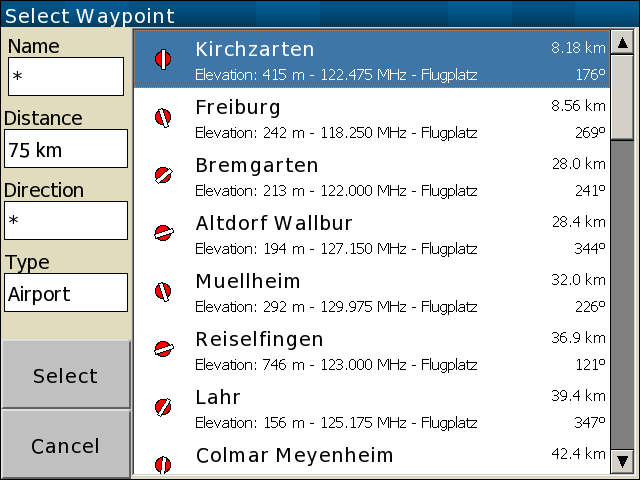 Select Waypoint
Name
*
Distance
75 km
Direction
*
Type
Airport
Select
Cancel
Kirchzarten 8.18 km
Elevation: 415 m - 122.475 MHz - Flugplatz 176°
Freiburg 8.56 km
Elevation: 242 m - 118.250 MHz - Flugplatz 269°
Bremgarten 28.0 km
Elevation: 213 m - 122.000 MHz - Flugplatz 241°
Altdorf Wallbur 28.4 km
Elevation: 194 m - 127.150 MHz - Flugplatz 344°
Muellheim 32.0 km
Elevation: 292 m - 129.975 MHz - Flugplatz 226°
Reiselfingen 36.9 km
Elevation: 746 m - 123.000 MHz - Flugplatz 121°
Lahr 39.4 km
Elevation: 156 m - 125.175 MHz - Flugplatz 347°
Colmar Meyenheim 42.4 km